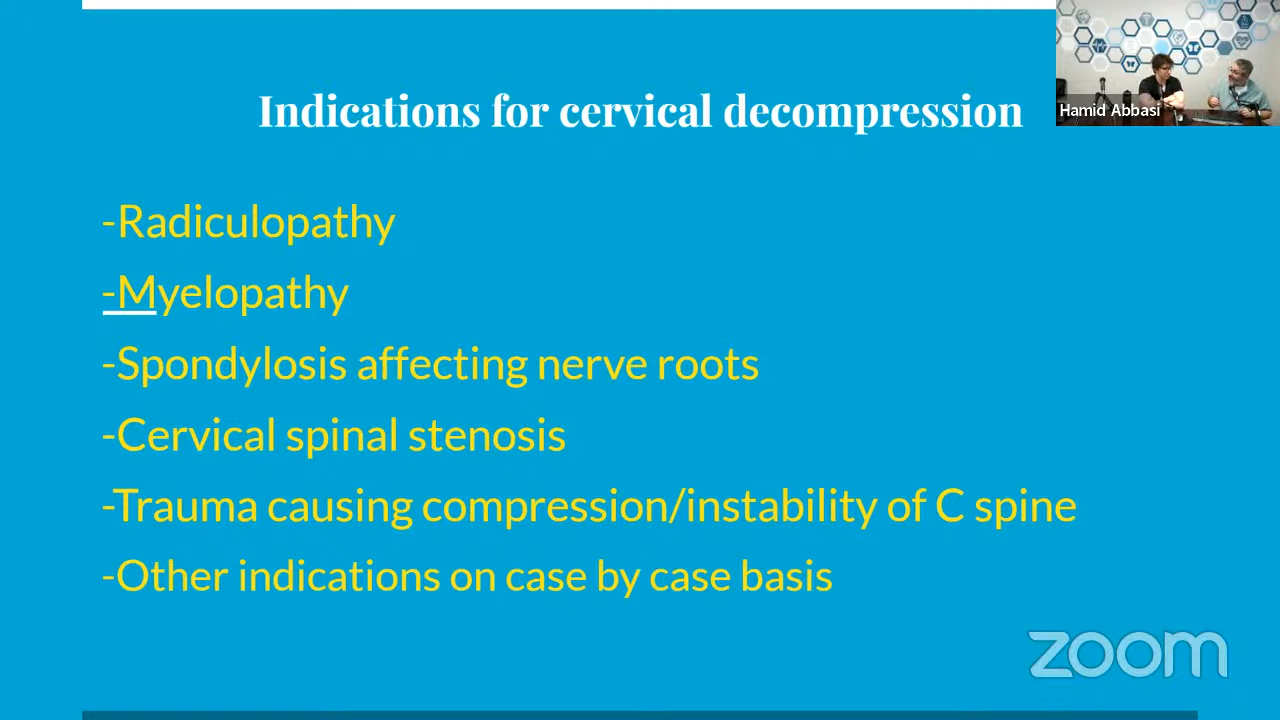 Indications for cervical decompression
Hamid Abbasi
-Radiculopathy
-Myelopathy
-Spondylosis affecting nerve roots
-Cervical spinal stenosis
-Trauma causing compression/instability of C spine
-Other indications on case by case basis
zoom